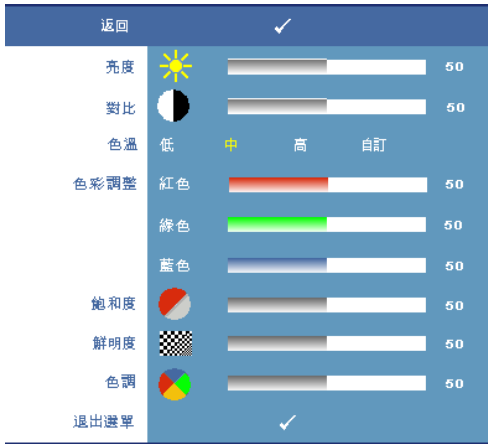 返回
亮度 50
對比 50
色溫 低 中 高 自訂
色彩調整 紅色 50
綠色 50
藍色 50
飽和度 50
鮮明度 50
色調 50
退出選單